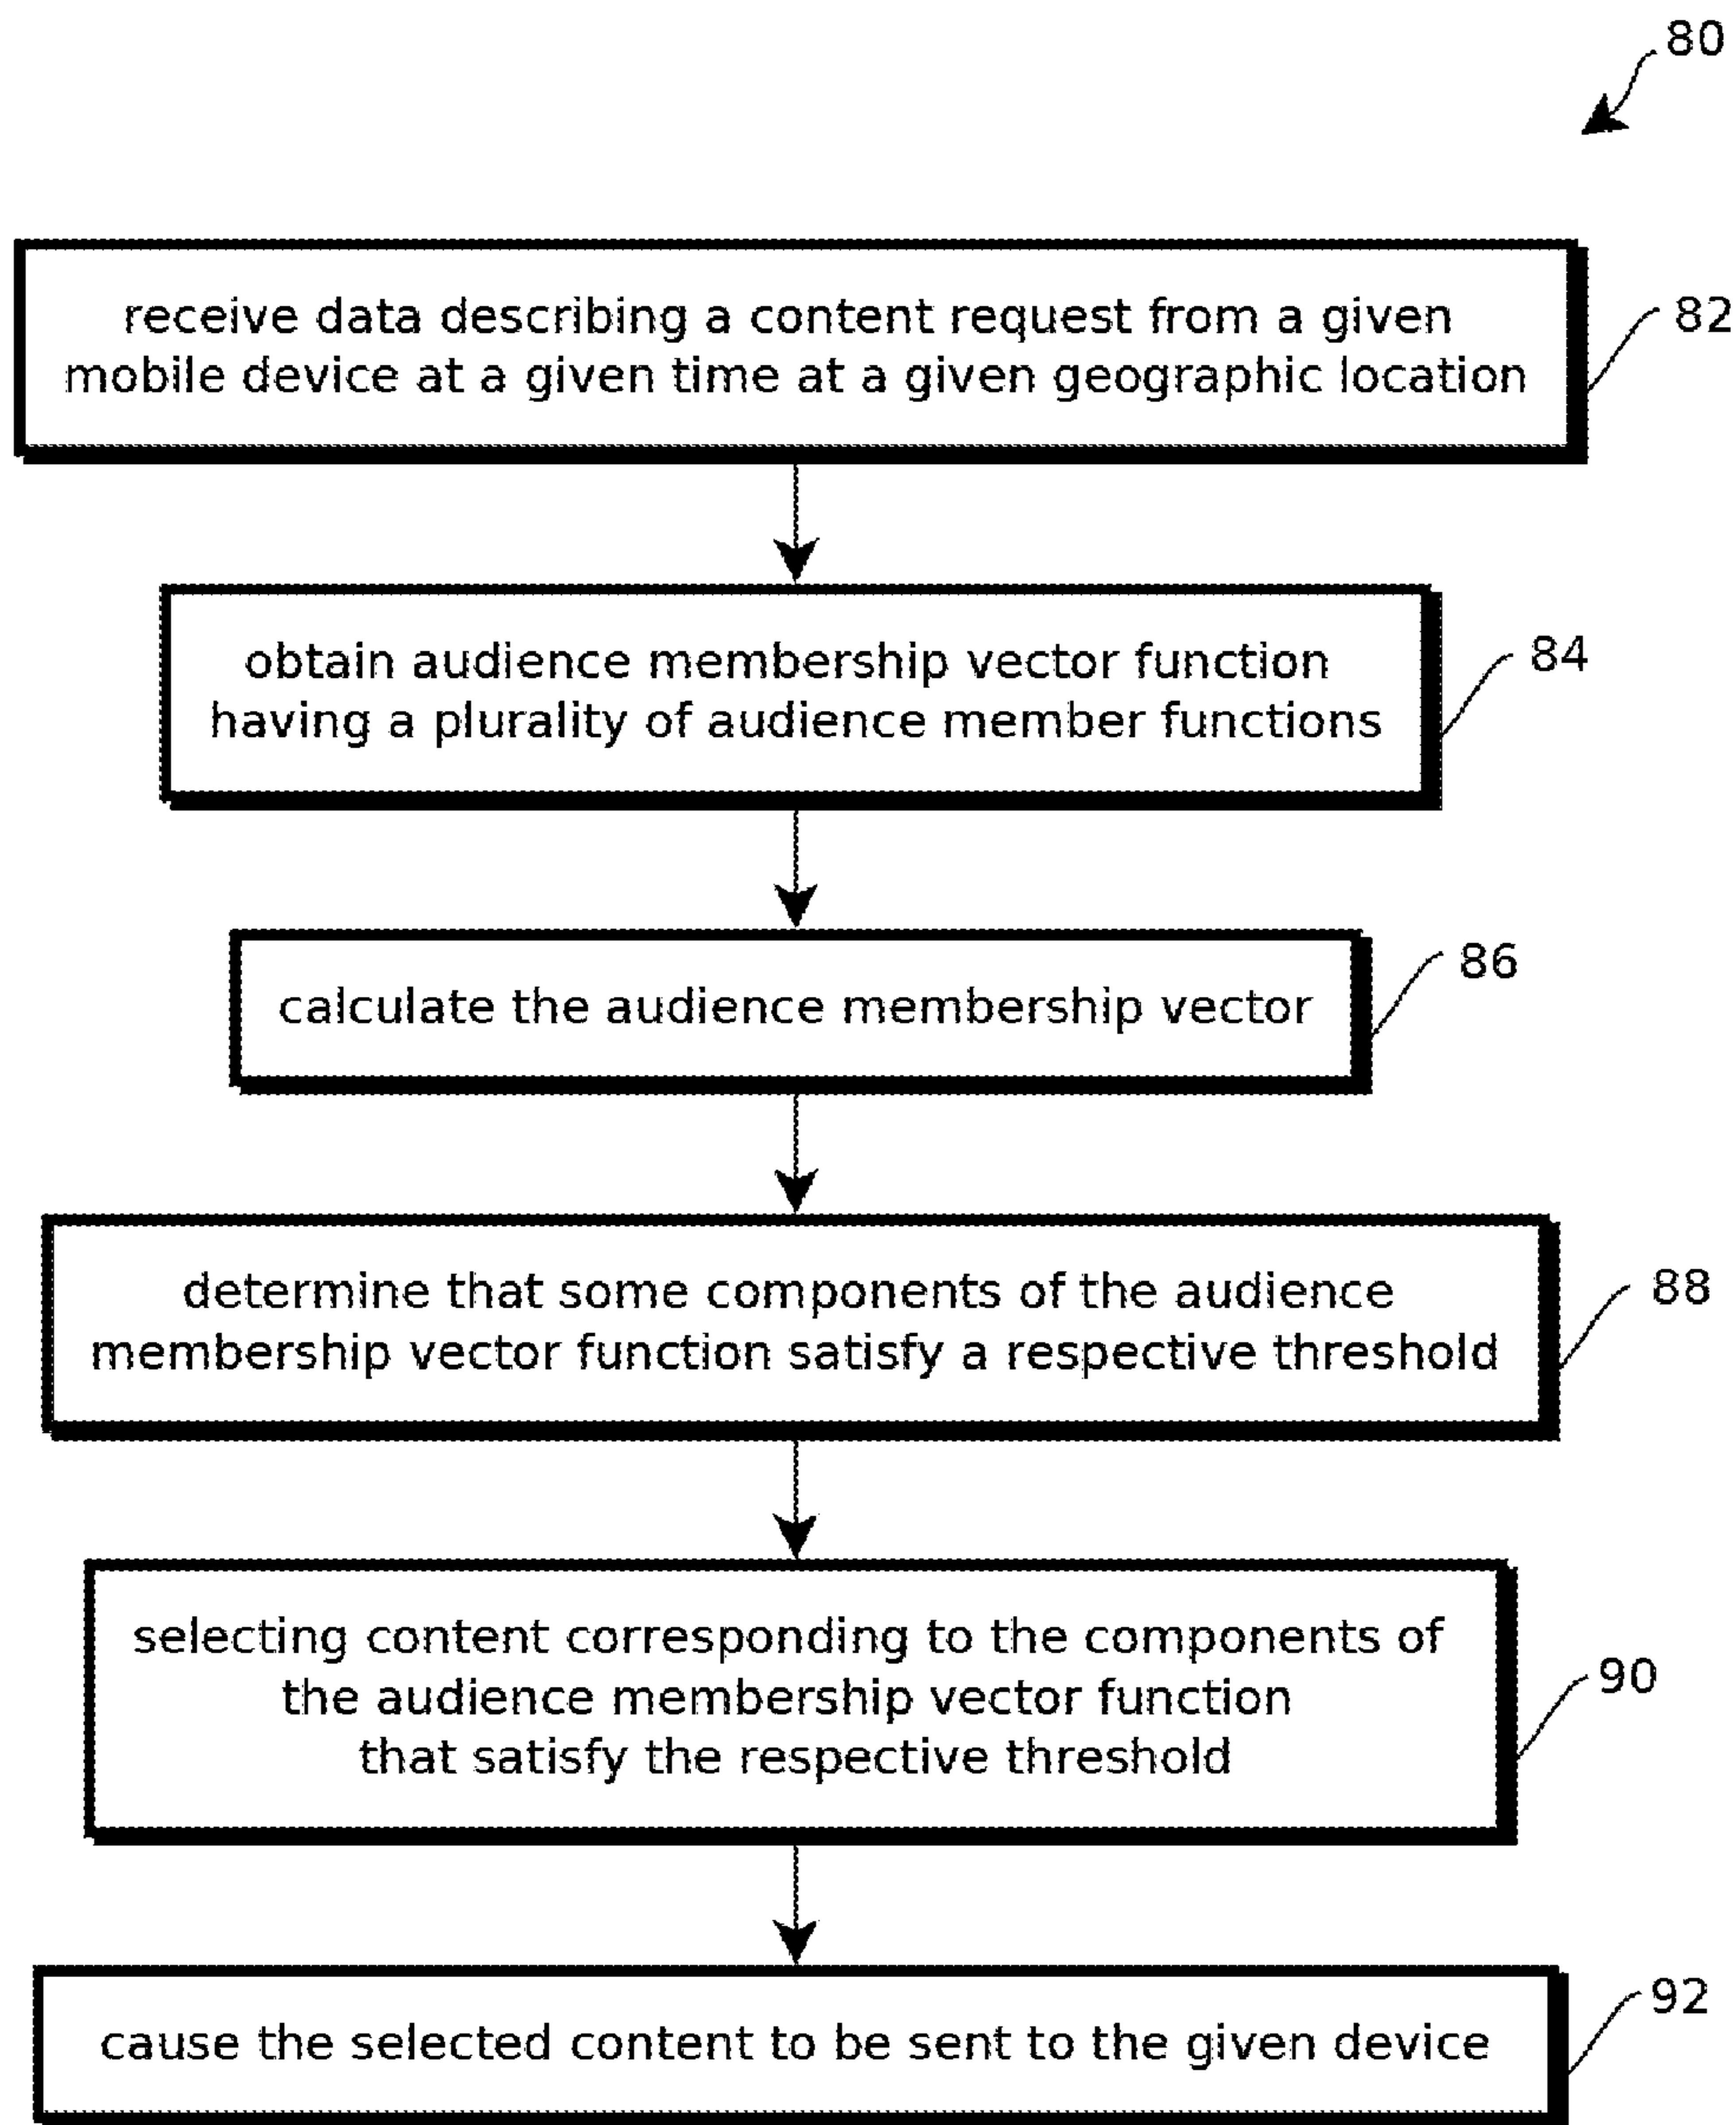 80
receive data describing a content request from a given
mobile device at a given time at a given geographic location
82
obtain audience membership vector function
having a plurality of audience member functions
84
calculate the audience membership vector
86
determine that some components of the audience
membership vector function satisfy a respective threshold
88
selecting content corresponding to the components of
the audience membership vector function
that satisfy the respective threshold
90
cause the selected content to be sent to the given device
92